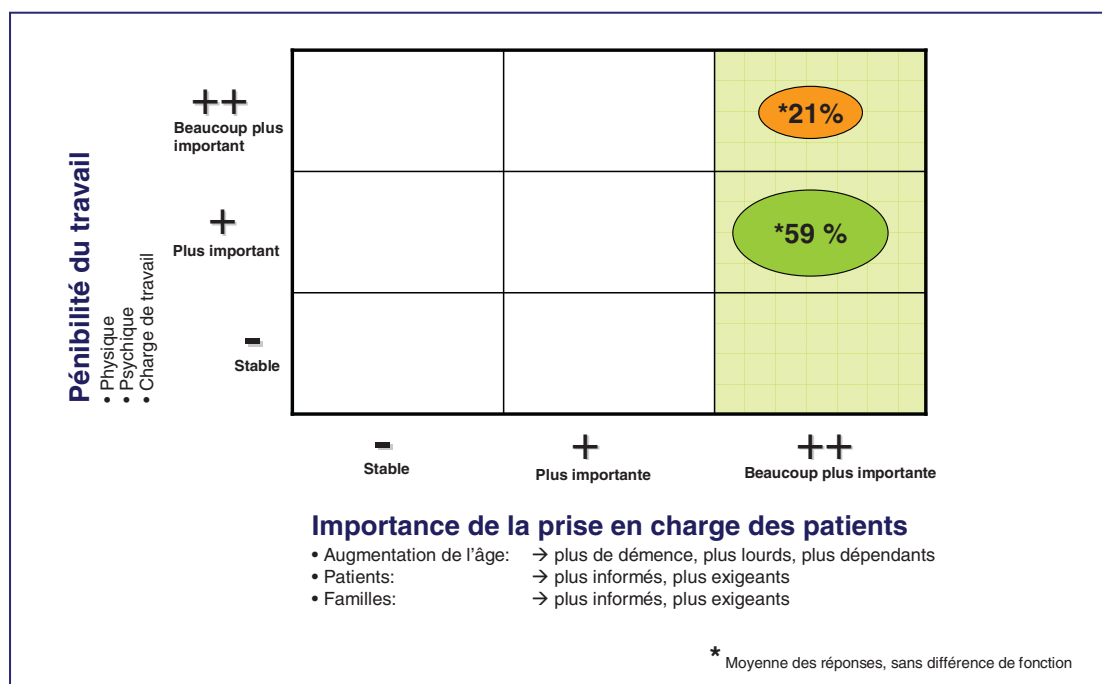 Pénibilité du travail
• Physique
• Psychique
• Charge de travail
++
Beaucoup plus
important
+
Plus important
-
Stable
*21%
*59 %
-
Stable
+
Plus importante
++
Beaucoup plus importante
Importance de la prise en charge des patients
• Augmentation de l'âge: → plus de démence, plus lourds, plus dépendants
• Patients: → plus informés, plus exigeants
• Familles: → plus informés, plus exigeants
* Moyenne des réponses, sans différence de fonction